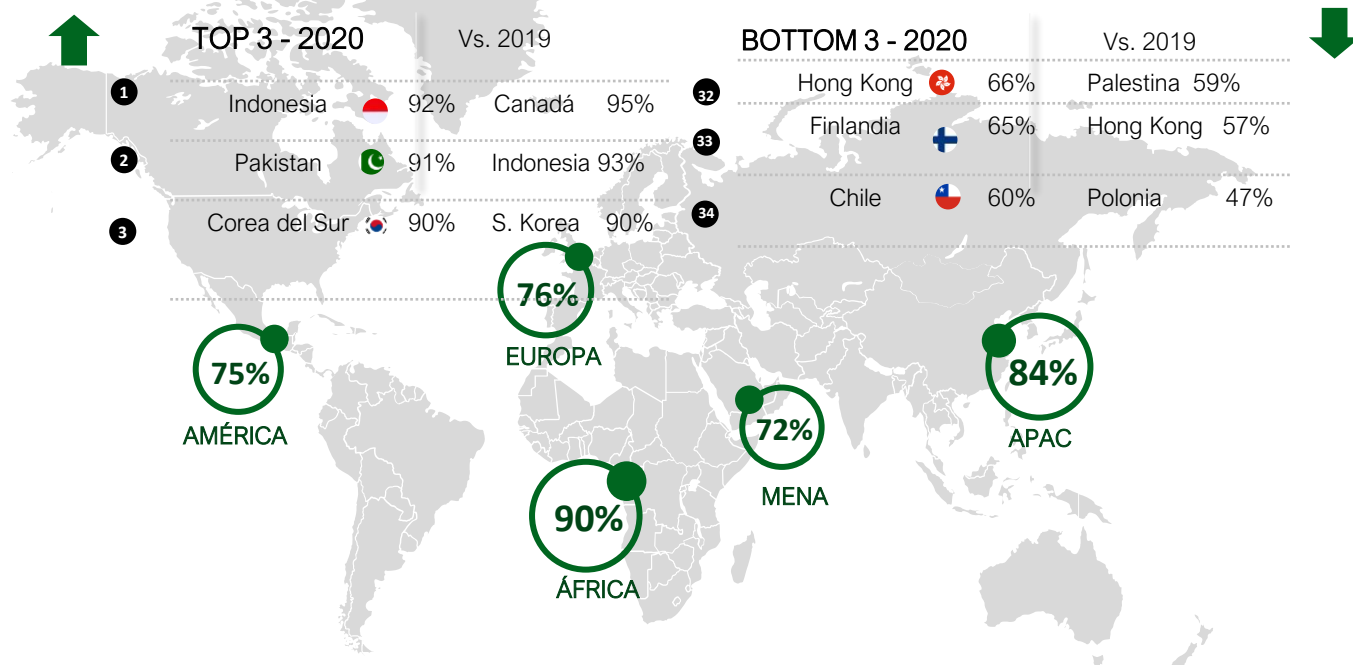 TOP 3 - 2020 Vs. 2019
1 Indonesia 92% Canadá 95%
2 Pakistan 91% Indonesia 93%
3 Corea del Sur 90% S. Korea 90%
BOTTOM 3 - 2020 Vs. 2019
32 Hong Kong 66% Palestina 59%
33 Finlandia 65% Hong Kong 57%
34 Chile 60% Polonia 47%
76%
EUROPA
75%
AMÉRICA
84%
APAC
72%
MENA
90%
ÁFRICA